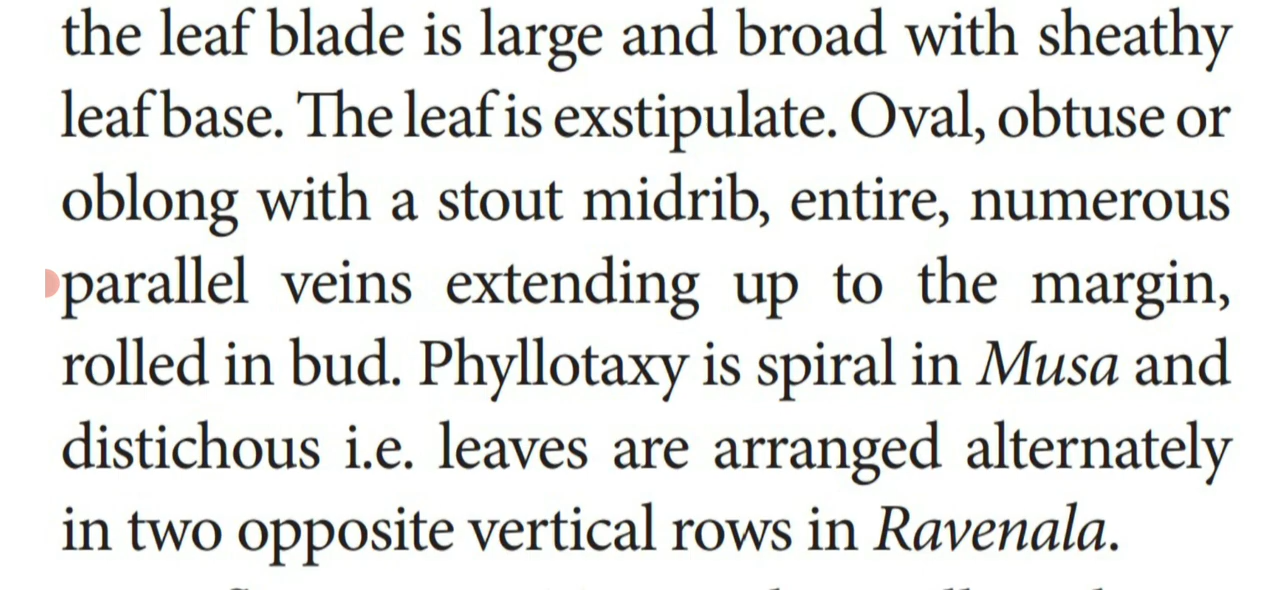 the leaf blade is large and broad with sheathy
leaf base. The leaf is exstipulate. Oval, obtuse or
oblong with a stout midrib, entire, numerous
parallel veins extending up to the margin,
rolled in bud. Phyllotaxy is spiral in Musa and
distichous i.e. leaves are arranged alternately
in two opposite vertical rows in Ravenala.